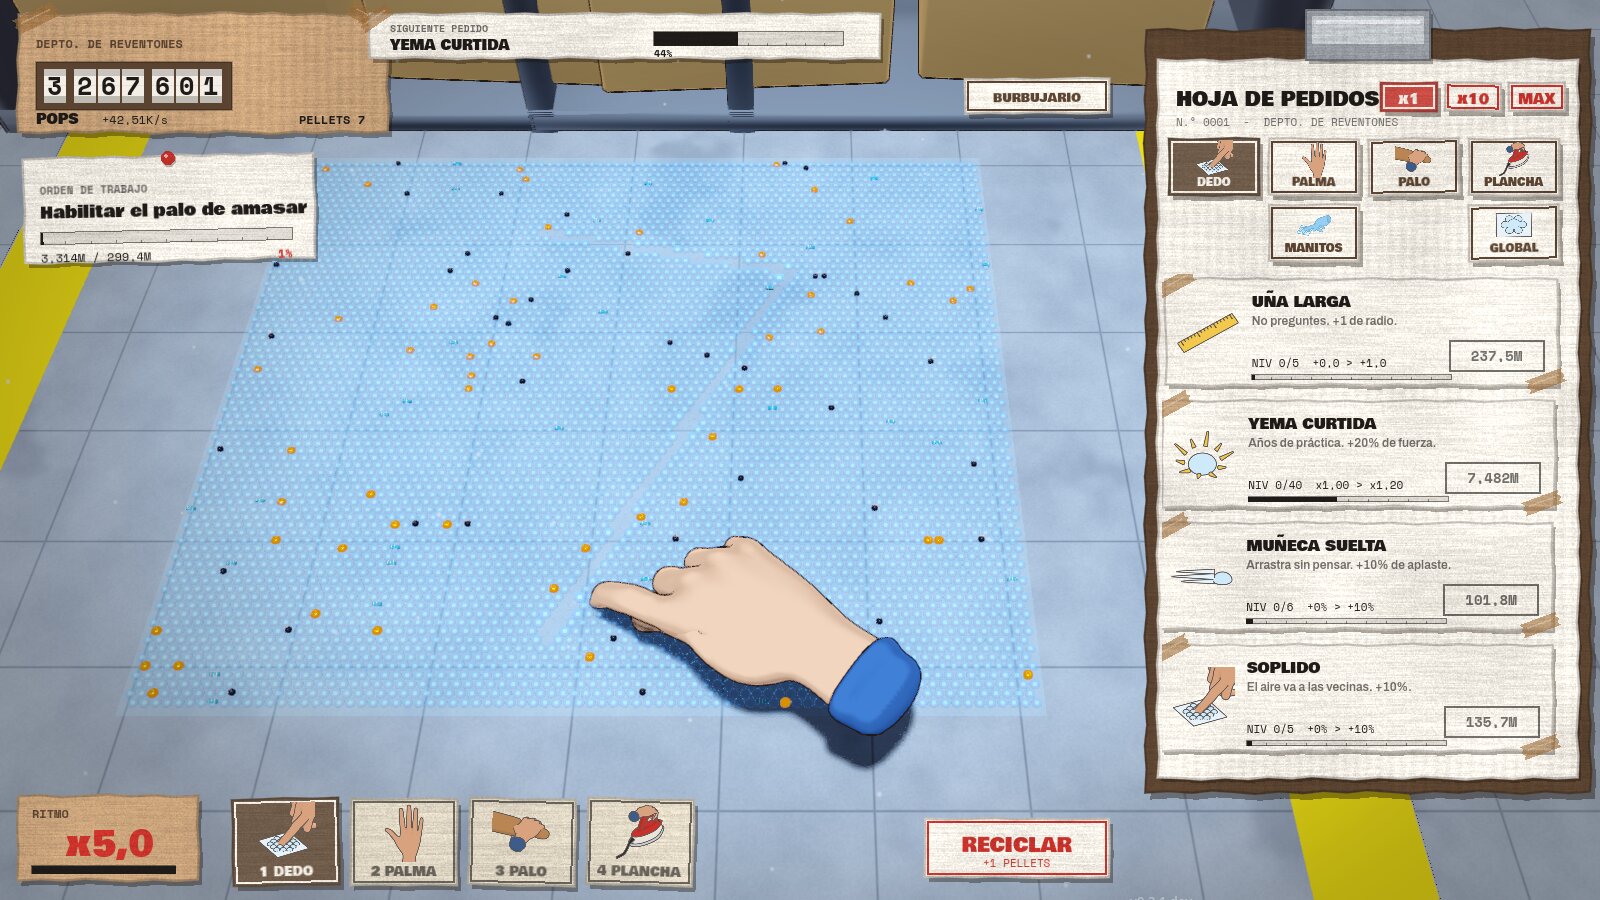 DEPTO. DE REVENTONES
3 267 601
POPS +42,51K/s PELLETS 7
SIGUIENTE PEDIDO
YEMA CURTIDA
44%
BURBUJARIO
ORDEN DE TRABAJO
Habilitar el palo de amasar
3,314M / 299,4M 1%
HOJA DE PEDIDOS x1 x10 MAX
N.° 0001 - DEPTO. DE REVENTONES
DEDO PALMA PALO PLANCHA
MANITOS GLOBAL
UÑA LARGA
No preguntes. +1 de radio.
NIV 0/5 +0,0 > +1,0 237,5M
YEMA CURTIDA
Años de práctica. +20% de fuerza.
NIV 0/40 x1,00 > x1,20 7,482M
MUÑECA SUELTA
Arrastra sin pensar. +10% de aplaste.
NIV 0/6 +0% > +10% 101,8M
SOPLIDO
El aire va a las vecinas. +10%.
NIV 0/5 +0% > +10% 135,7M
RITMO
x5,0
1 DEDO 2 PALMA 3 PALO 4 PLANCHA
RECICLAR
+1 PELLETS